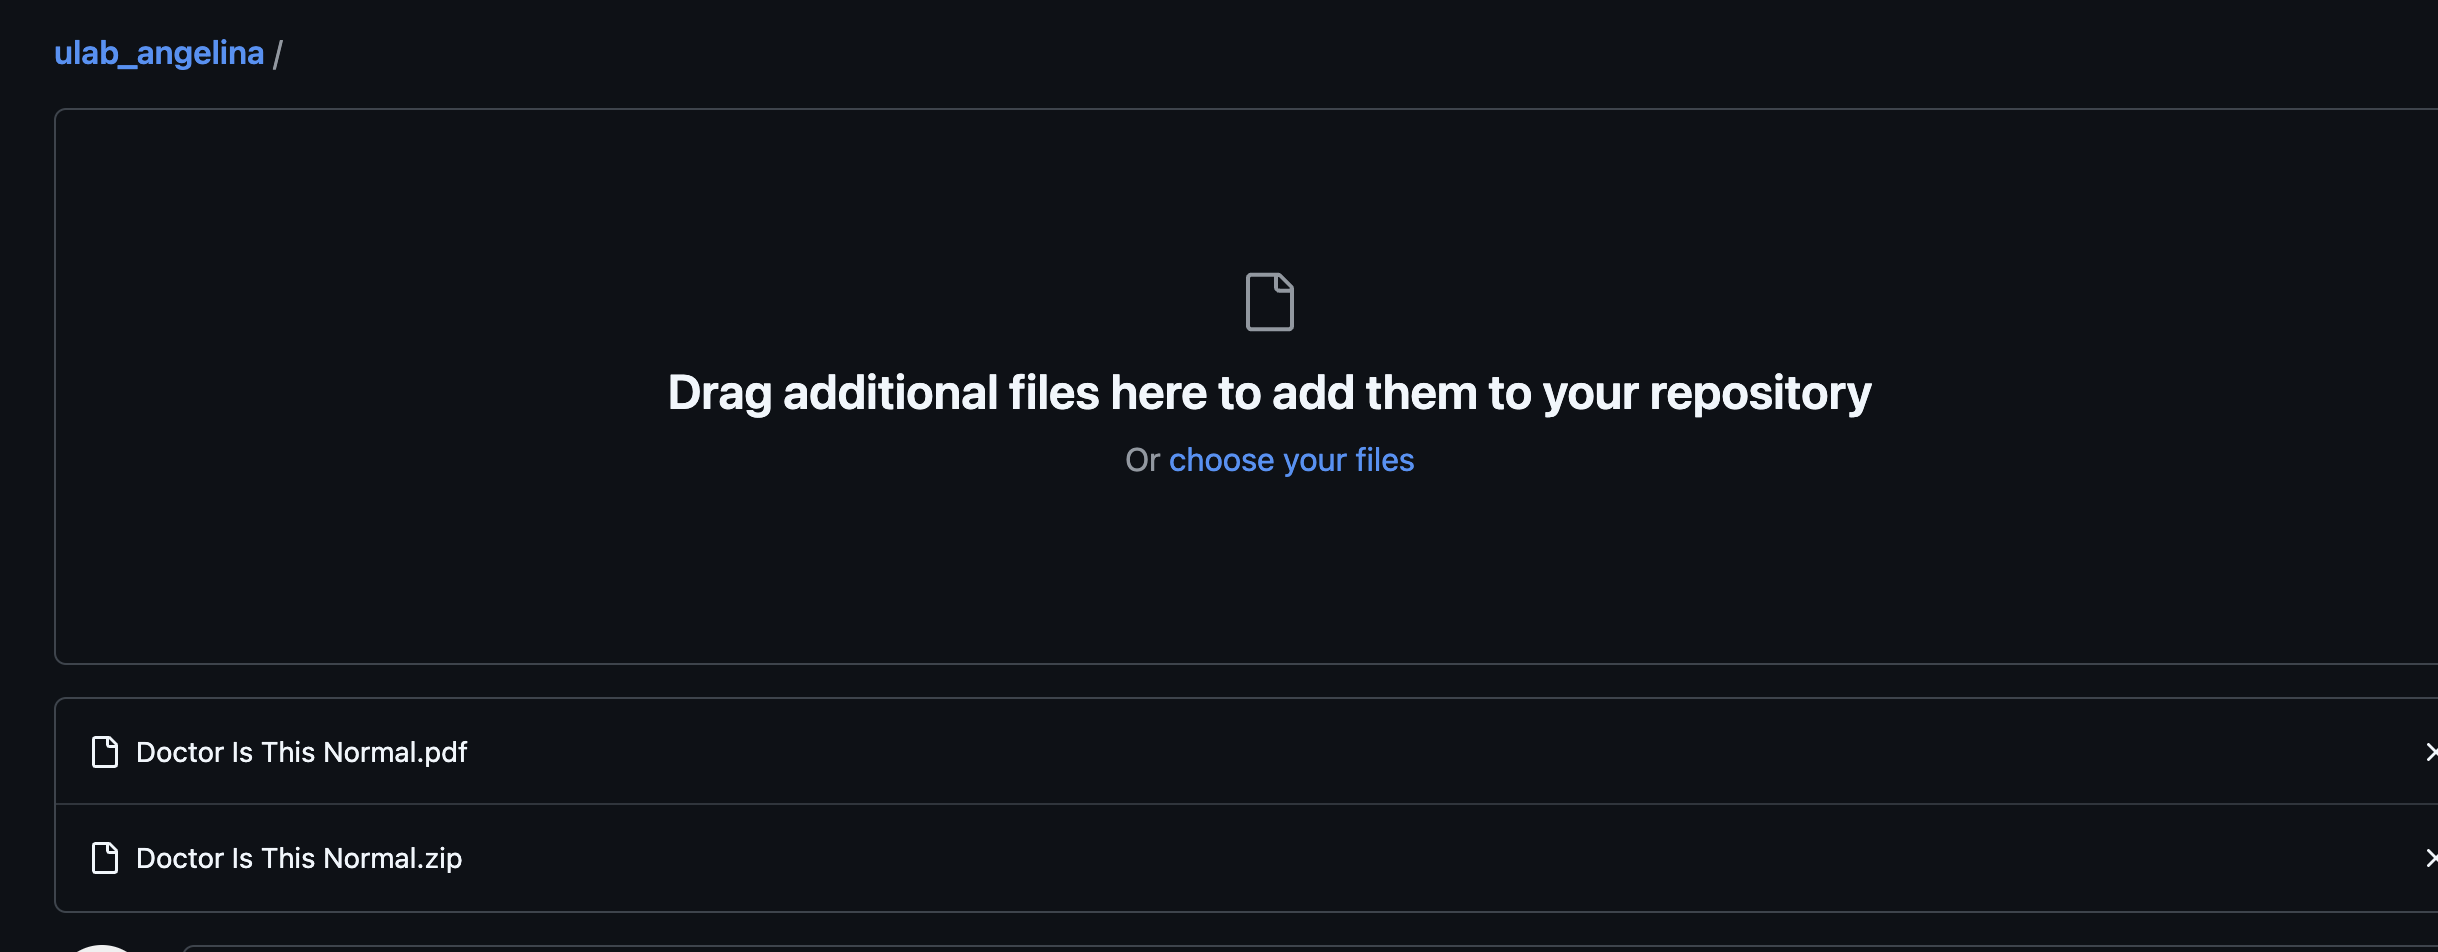 ulab_angelina /
Drag additional files here to add them to your repository
Or choose your files
Doctor Is This Normal.pdf
Doctor Is This Normal.zip